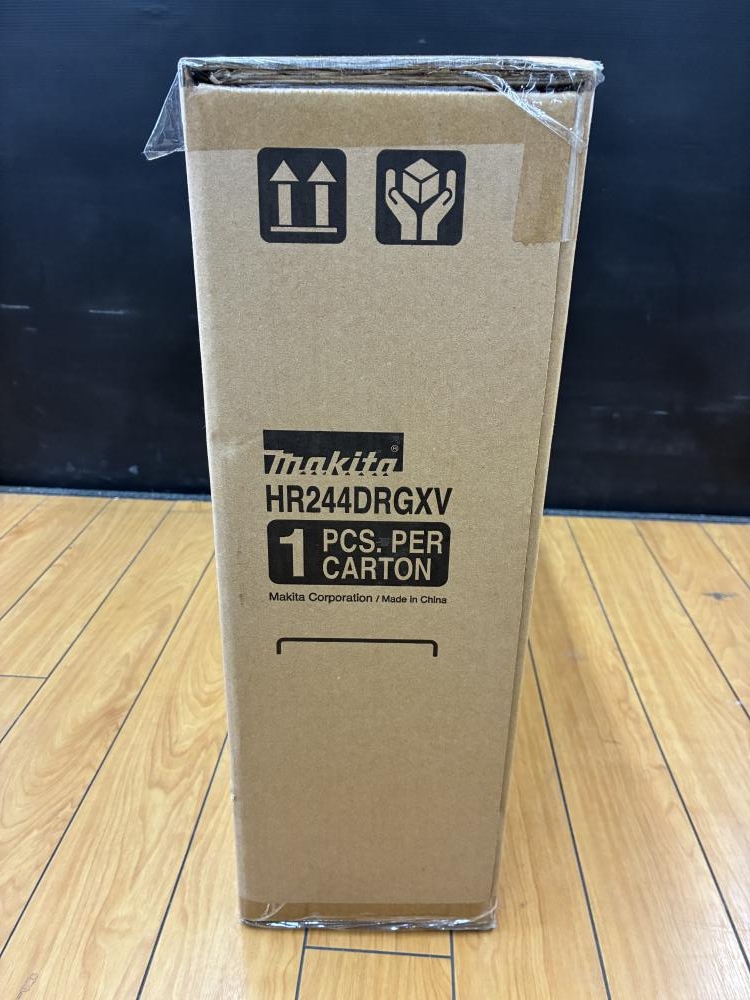 makita®
HR244DRGXV
1 PCS. PER
CARTON
Makita Corporation / Made in China